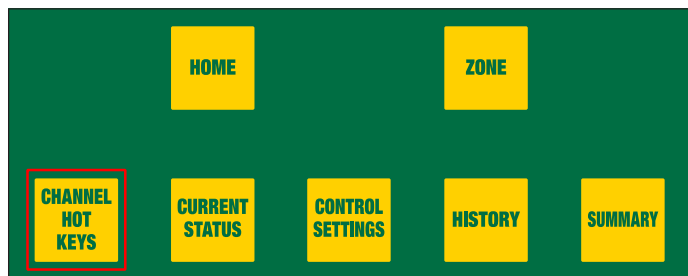 HOME
ZONE
CHANNEL
HOT
KEYS
CURRENT
STATUS
CONTROL
SETTINGS
HISTORY
SUMMARY